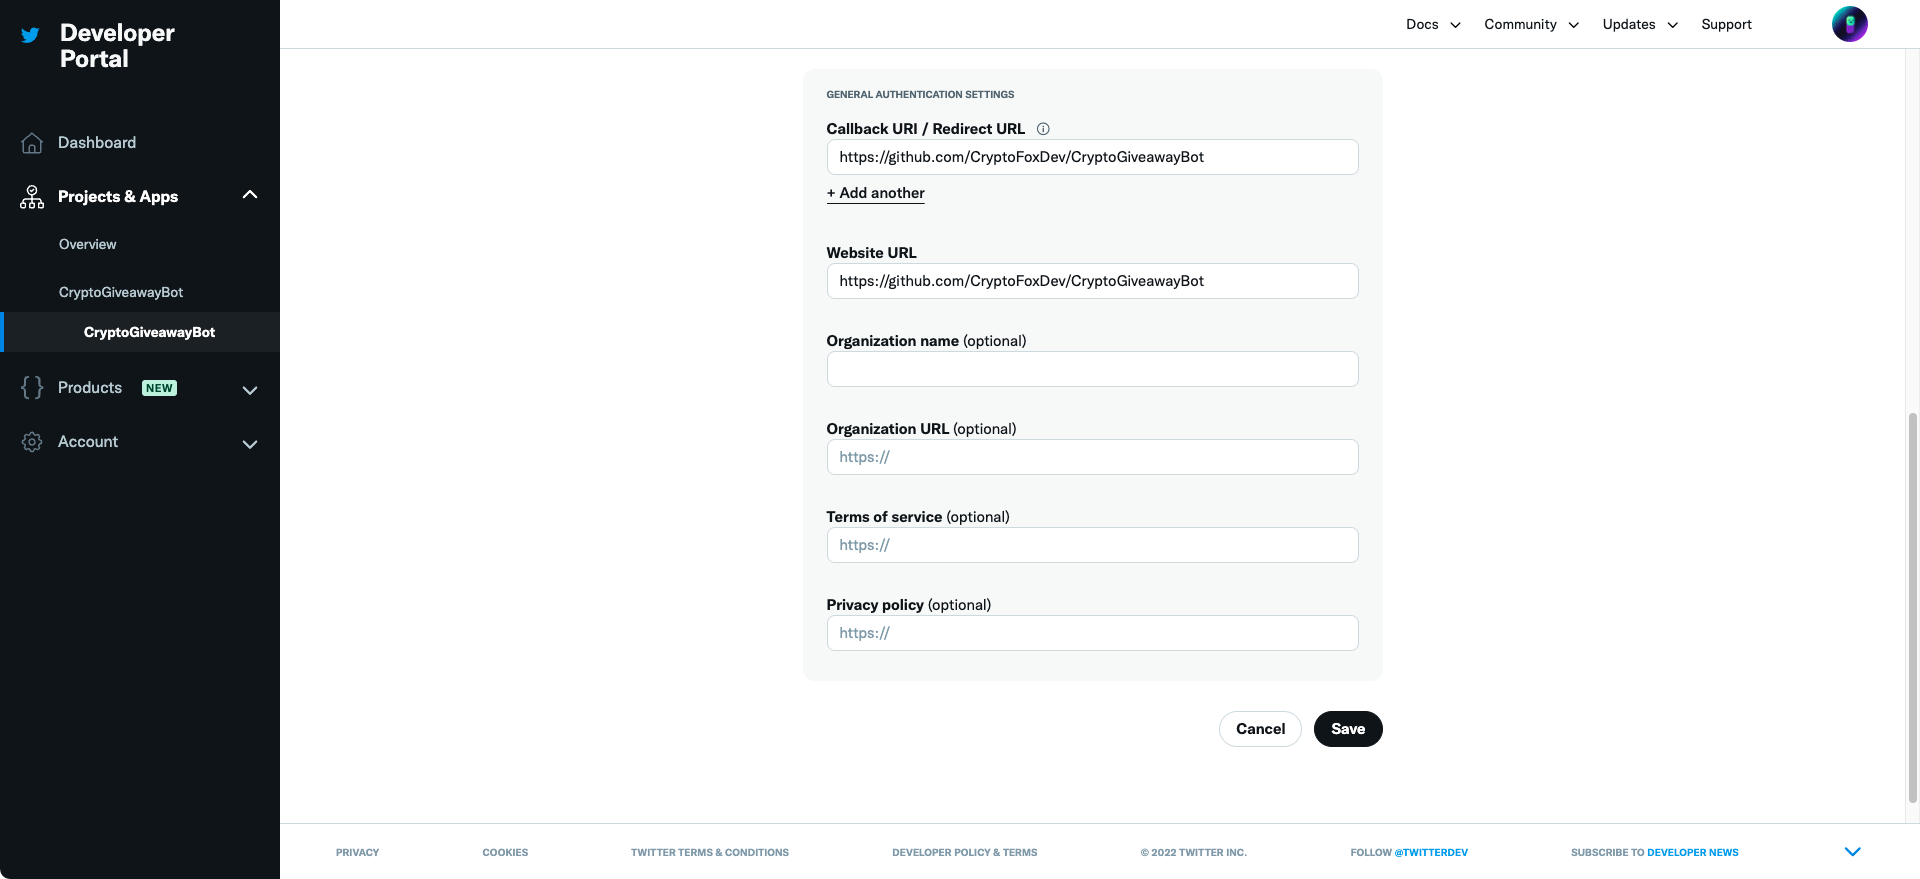 Developer
Portal
Docs
Community
Updates
Support
Dashboard
Projects & Apps
Overview
CryptoGiveawayBot
CryptoGiveawayBot
Products NEW
Account
GENERAL AUTHENTICATION SETTINGS
Callback URI / Redirect URL
https://github.com/CryptoFoxDev/CryptoGiveawayBot
+ Add another
Website URL
https://github.com/CryptoFoxDev/CryptoGiveawayBot
Organization name (optional)
Organization URL (optional)
https://
Terms of service (optional)
https://
Privacy policy (optional)
https://
Cancel
Save
PRIVACY
COOKIES
TWITTER TERMS & CONDITIONS
DEVELOPER POLICY & TERMS
© 2022 TWITTER INC.
FOLLOW @TWITTERDEV
SUBSCRIBE TO DEVELOPER NEWS